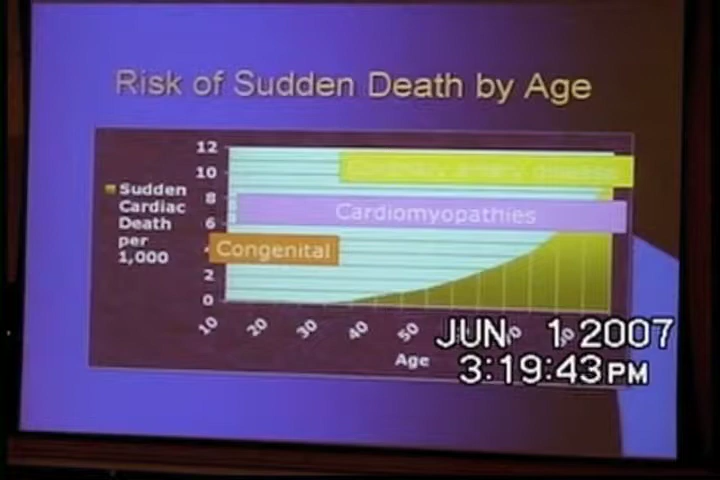 Risk of Sudden Death by Age
12
10
8
6
2
0
Sudden
Cardiac
Death
per
1,000
Cardiomyopathies
Congenital
10
20
30
40
50
Age
JUN 1 2007
3:19:43 PM